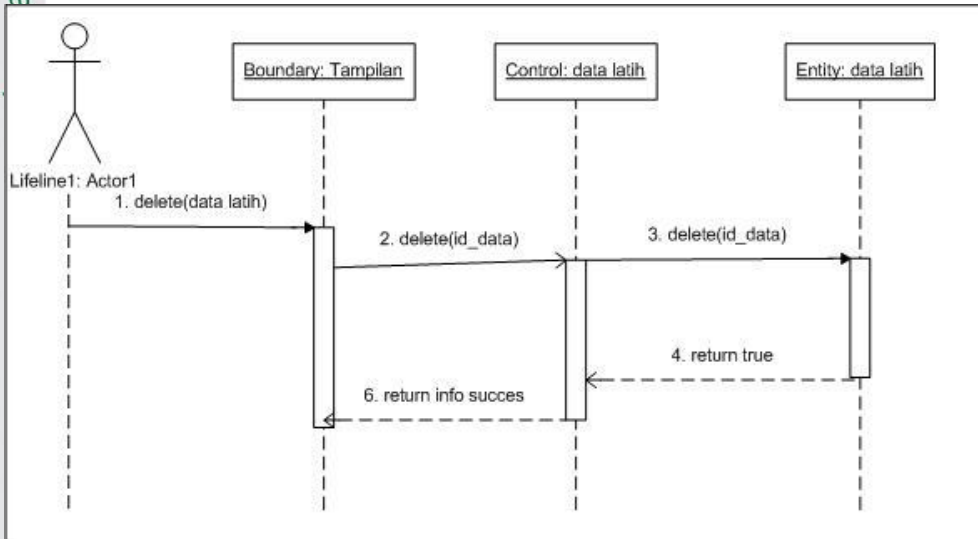 Boundary: Tampilan
Control: data latih
Entity: data latih
Lifeline1: Actor1
1. delete(data latih)
2. delete(id_data)
3. delete(id_data)
4. return true
6. return info succes